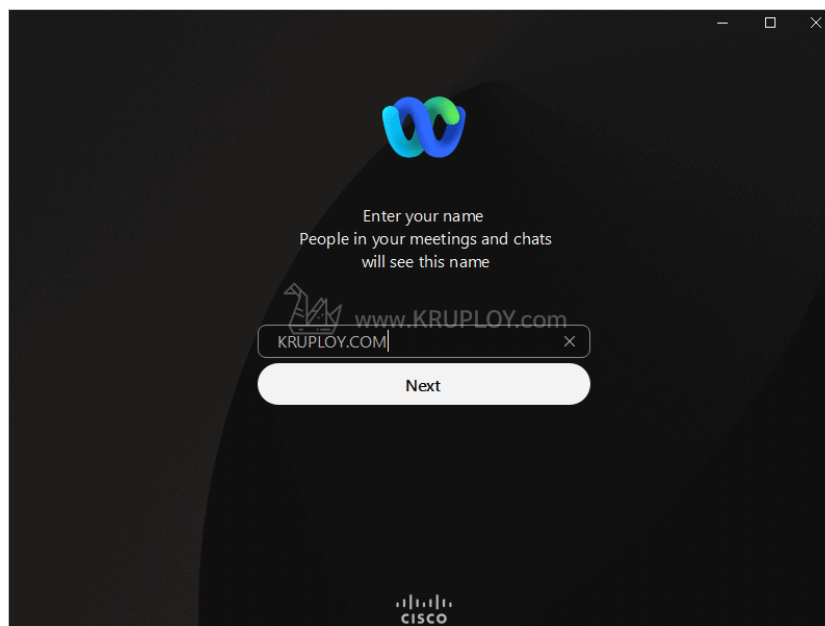 Enter your name
People in your meetings and chats
will see this name
www.KRUPLOY.com
KRUPLOY.COM
Next
CISCO